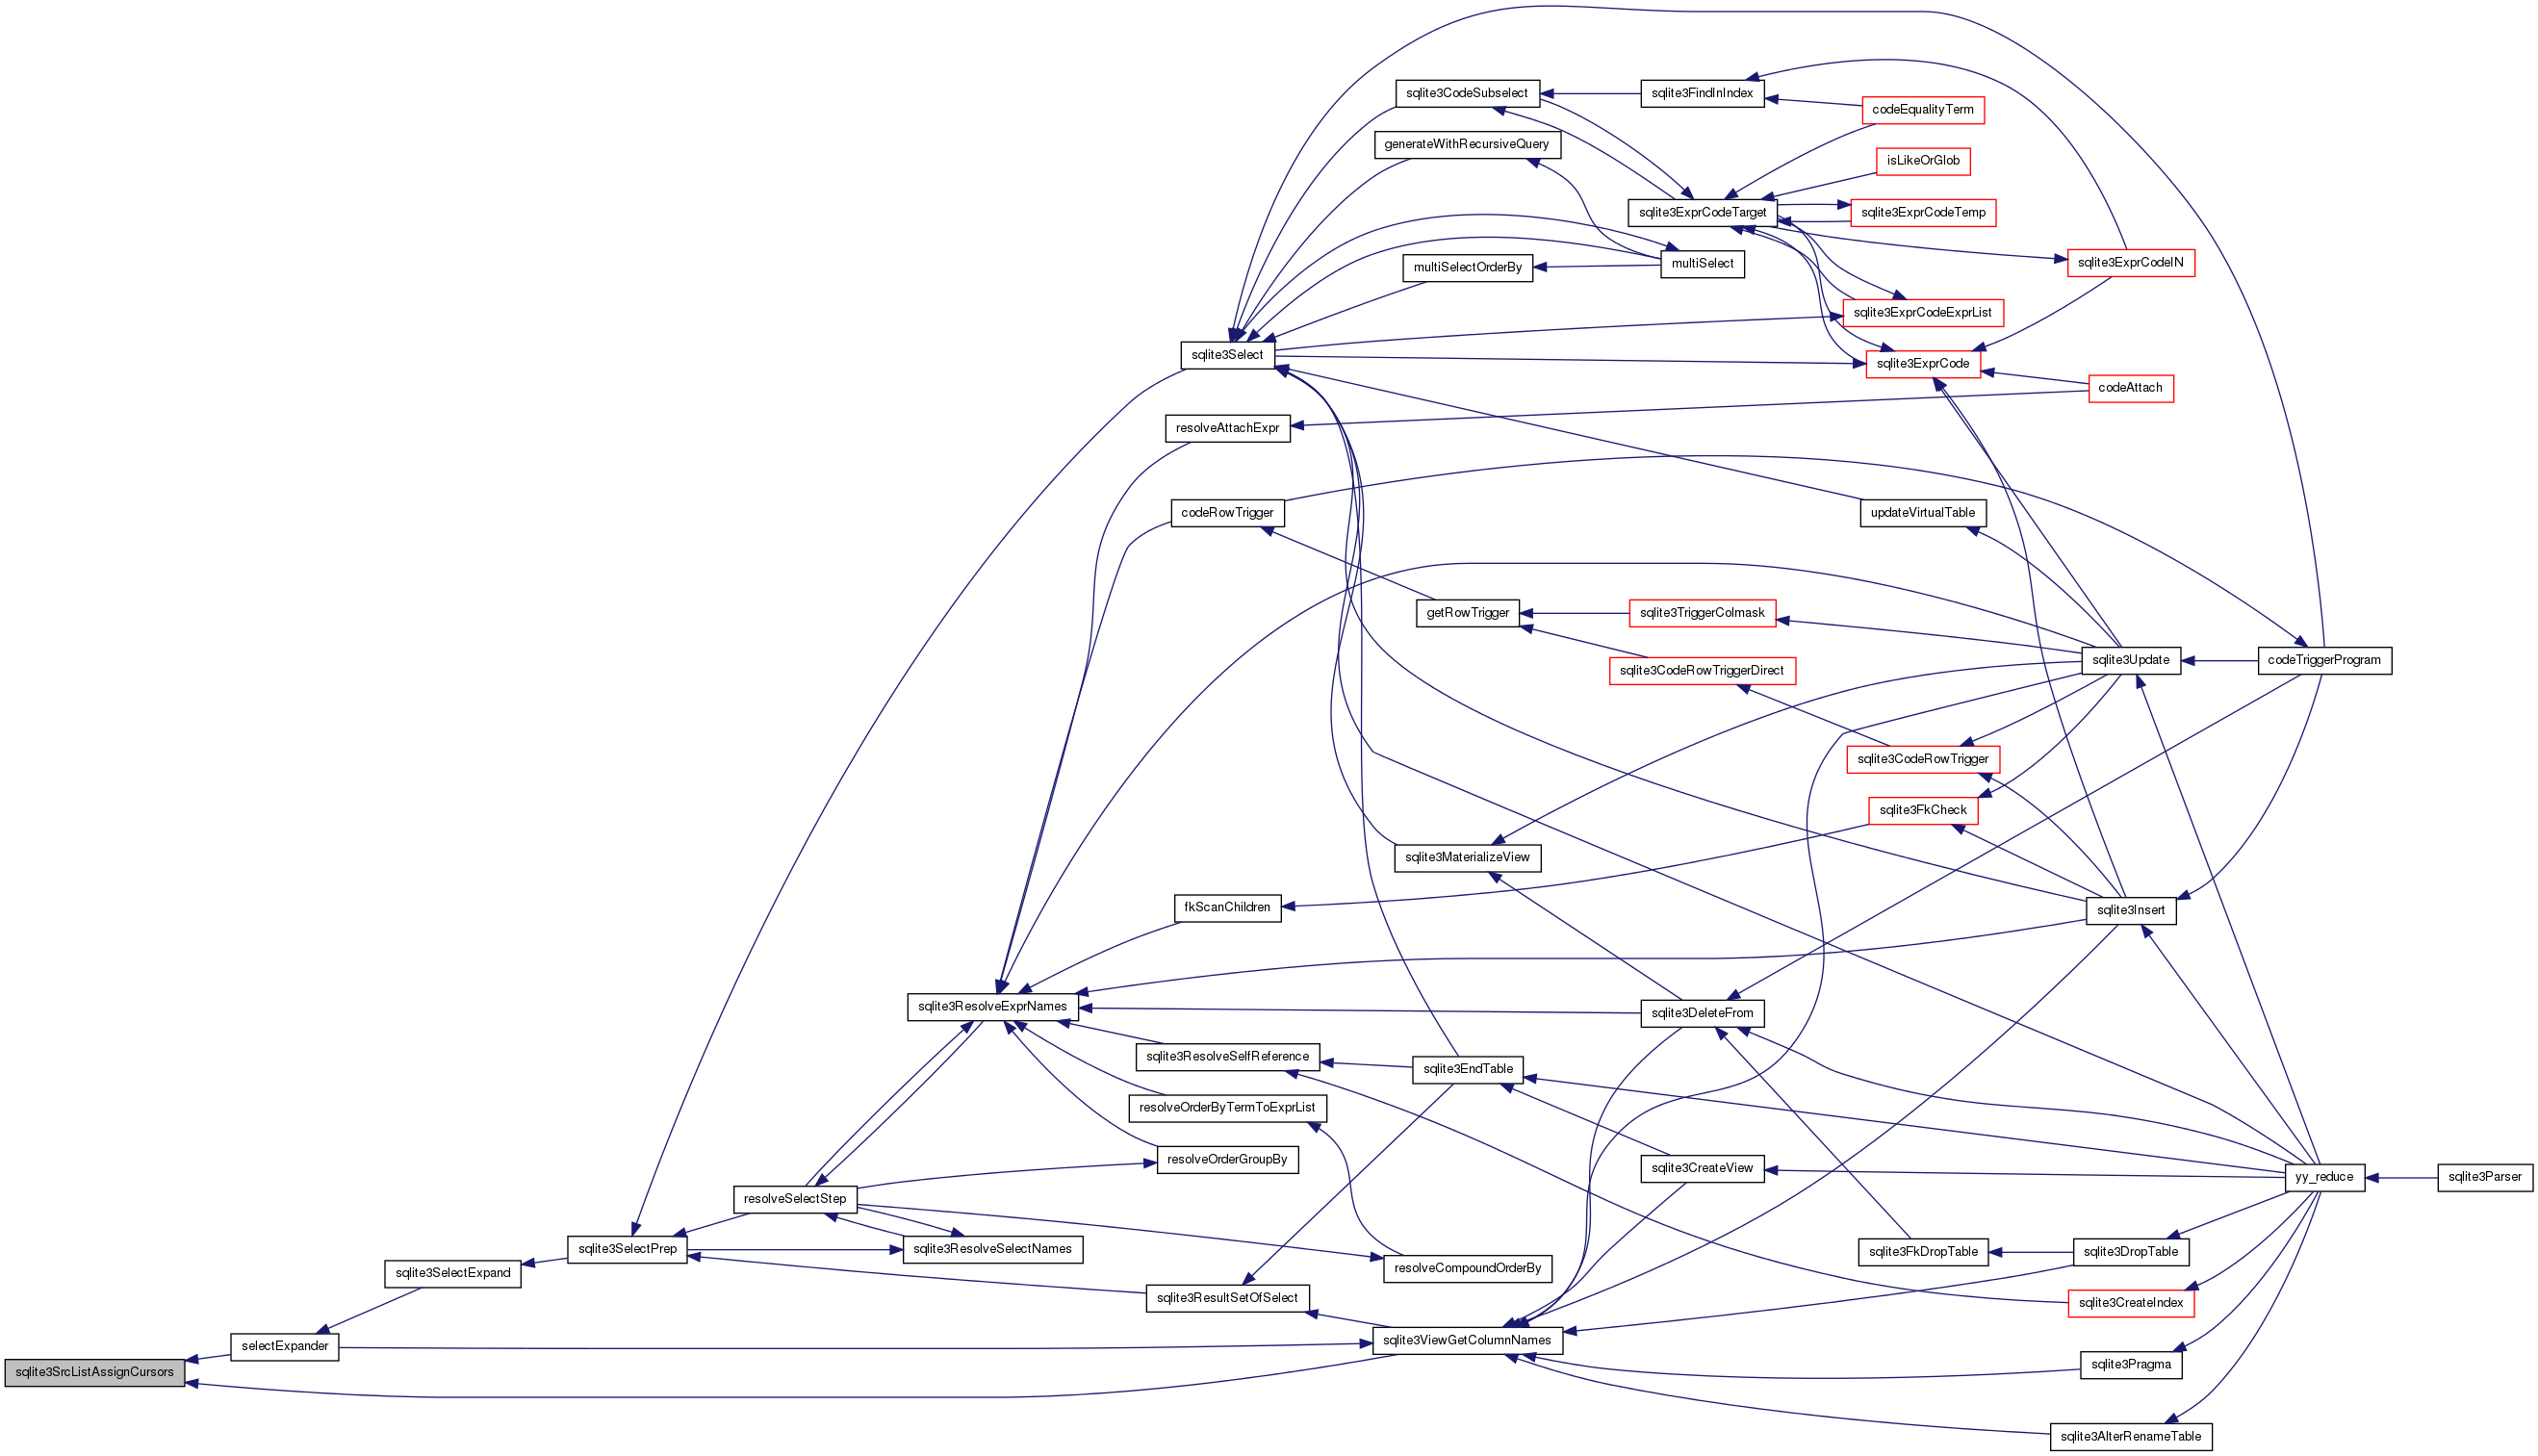 sqlite3CodeSubselect
sqlite3FindInIndex
codeEqualityTerm
generateWithRecursiveQuery
isLikeOrGlob
sqlite3ExprCodeTarget
sqlite3ExprCodeTemp
multiSelectOrderBy
multiSelect
sqlite3ExprCodeIN
sqlite3ExprCodeExprList
sqlite3Select
sqlite3ExprCode
codeAttach
resolveAttachExpr
codeRowTrigger
updateVirtualTable
getRowTrigger
sqlite3TriggerColmask
sqlite3CodeRowTriggerDirect
sqlite3Update
codeTriggerProgram
sqlite3CodeRowTrigger
sqlite3FkCheck
sqlite3MaterializeView
fkScanChildren
sqlite3Insert
sqlite3ResolveExprNames
sqlite3DeleteFrom
sqlite3ResolveSelfReference
sqlite3EndTable
resolveOrderByTermToExprList
resolveOrderGroupBy
sqlite3CreateView
yy_reduce
sqlite3Parser
resolveSelectStep
sqlite3SelectPrep
sqlite3ResolveSelectNames
sqlite3FkDropTable
sqlite3DropTable
sqlite3SelectExpand
resolveCompoundOrderBy
sqlite3ResultSetOfSelect
sqlite3CreateIndex
selectExpander
sqlite3ViewGetColumnNames
sqlite3SrcListAssignCursors
sqlite3Pragma
sqlite3AlterRenameTable